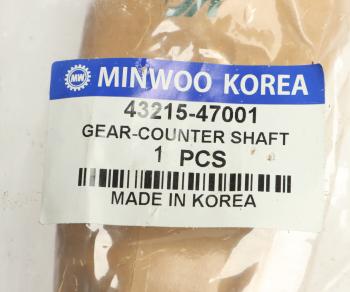 MW MINWOO KOREA
43215-47001
GEAR-COUNTER SHAFT
1 PCS
MADE IN KOREA